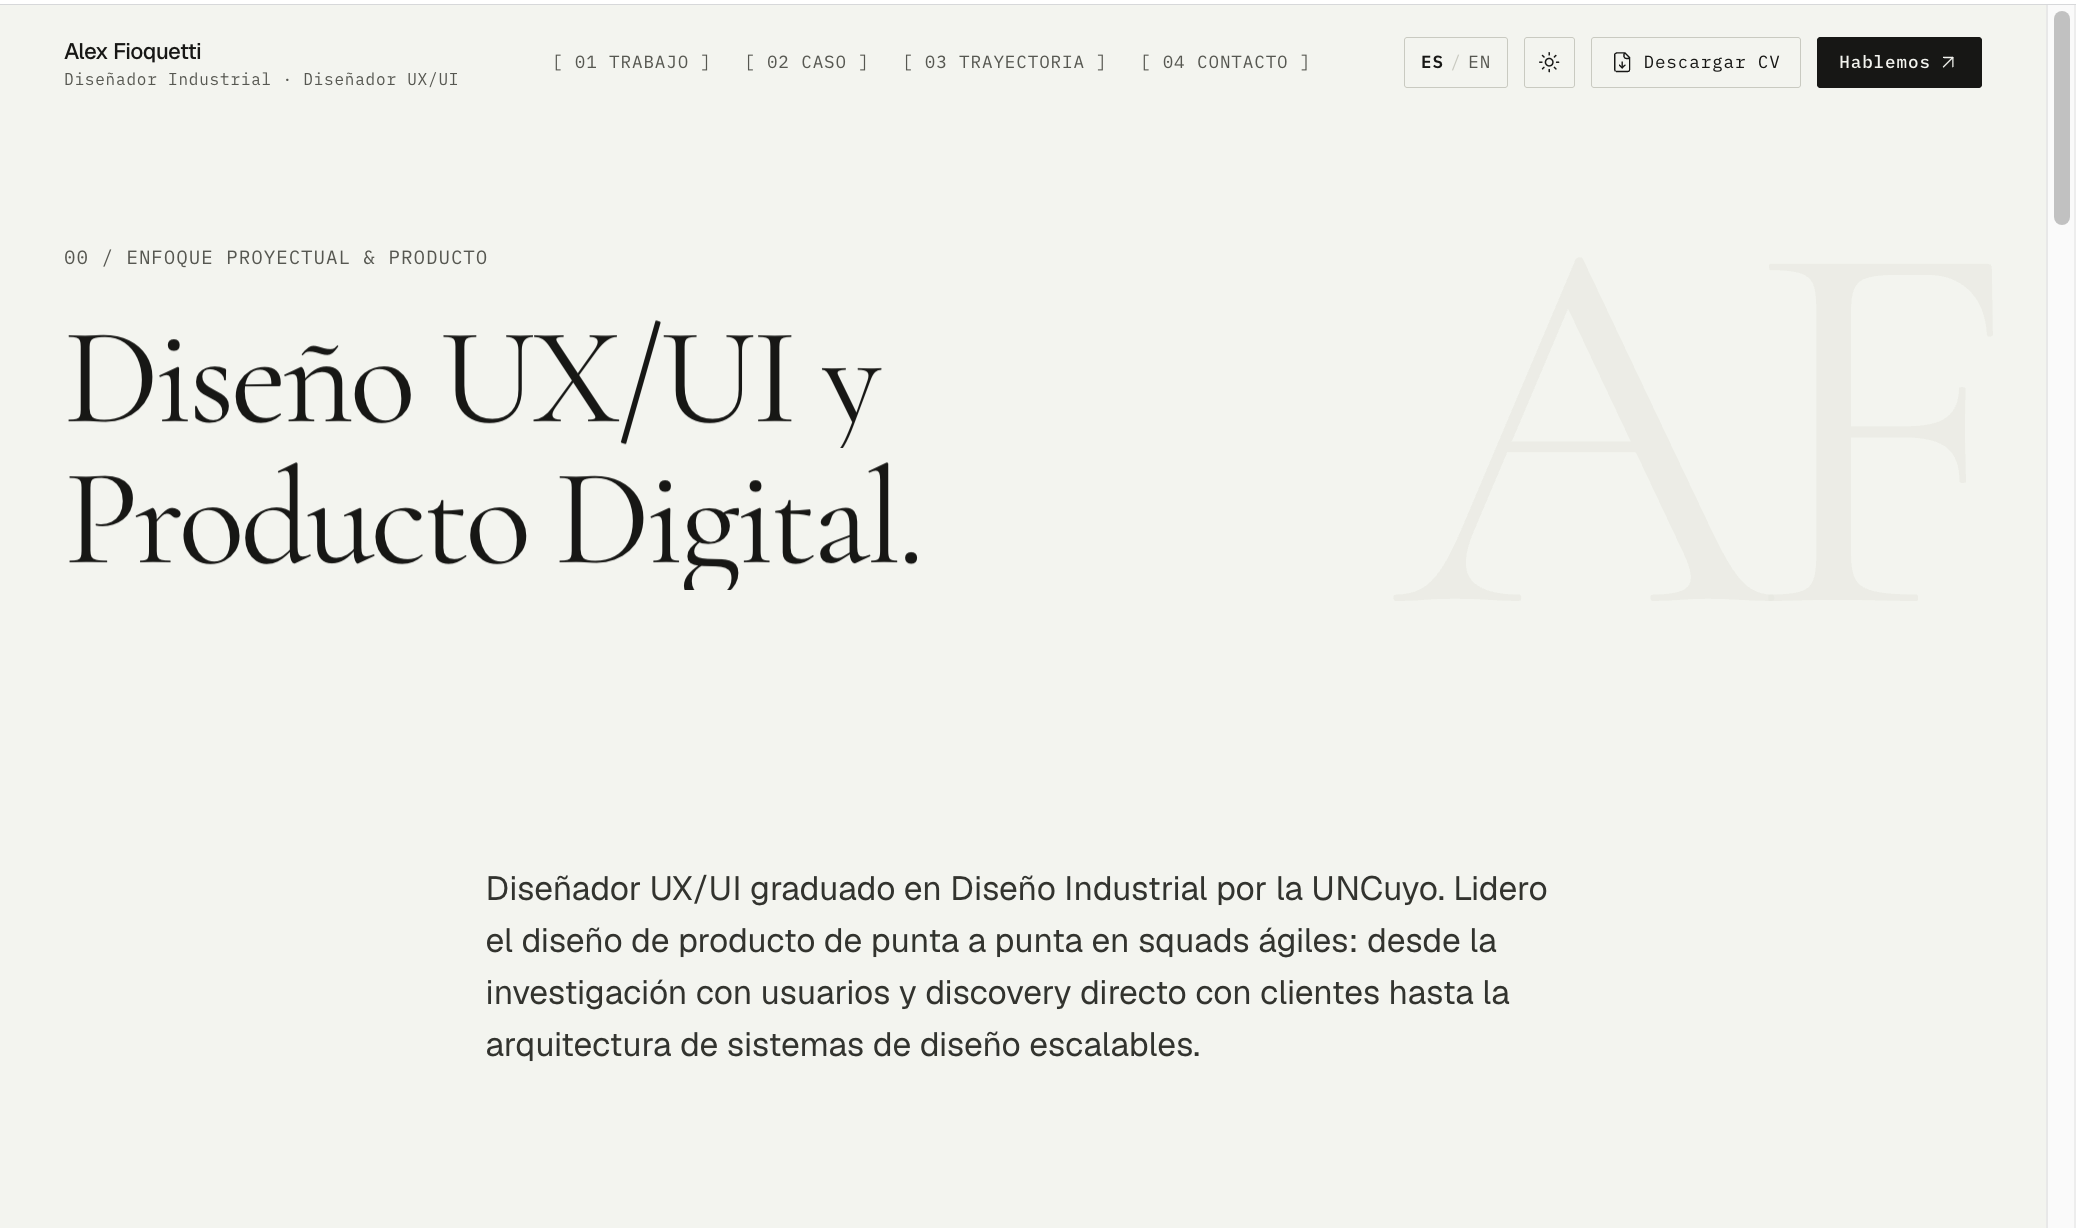 Alex Fioquetti
Diseñador Industrial · Diseñador UX/UI
[ 01 TRABAJO ]
[ 02 CASO ]
[ 03 TRAYECTORIA ]
[ 04 CONTACTO ]
ES / EN
Descargar CV
Hablemos
00 / ENFOQUE PROYECTUAL & PRODUCTO
Diseño UX/UI y
Producto Digital.
AF
Diseñador UX/UI graduado en Diseño Industrial por la UNCuyo. Lidero
el diseño de producto de punta a punta en squads ágiles: desde la
investigación con usuarios y discovery directo con clientes hasta la
arquitectura de sistemas de diseño escalables.